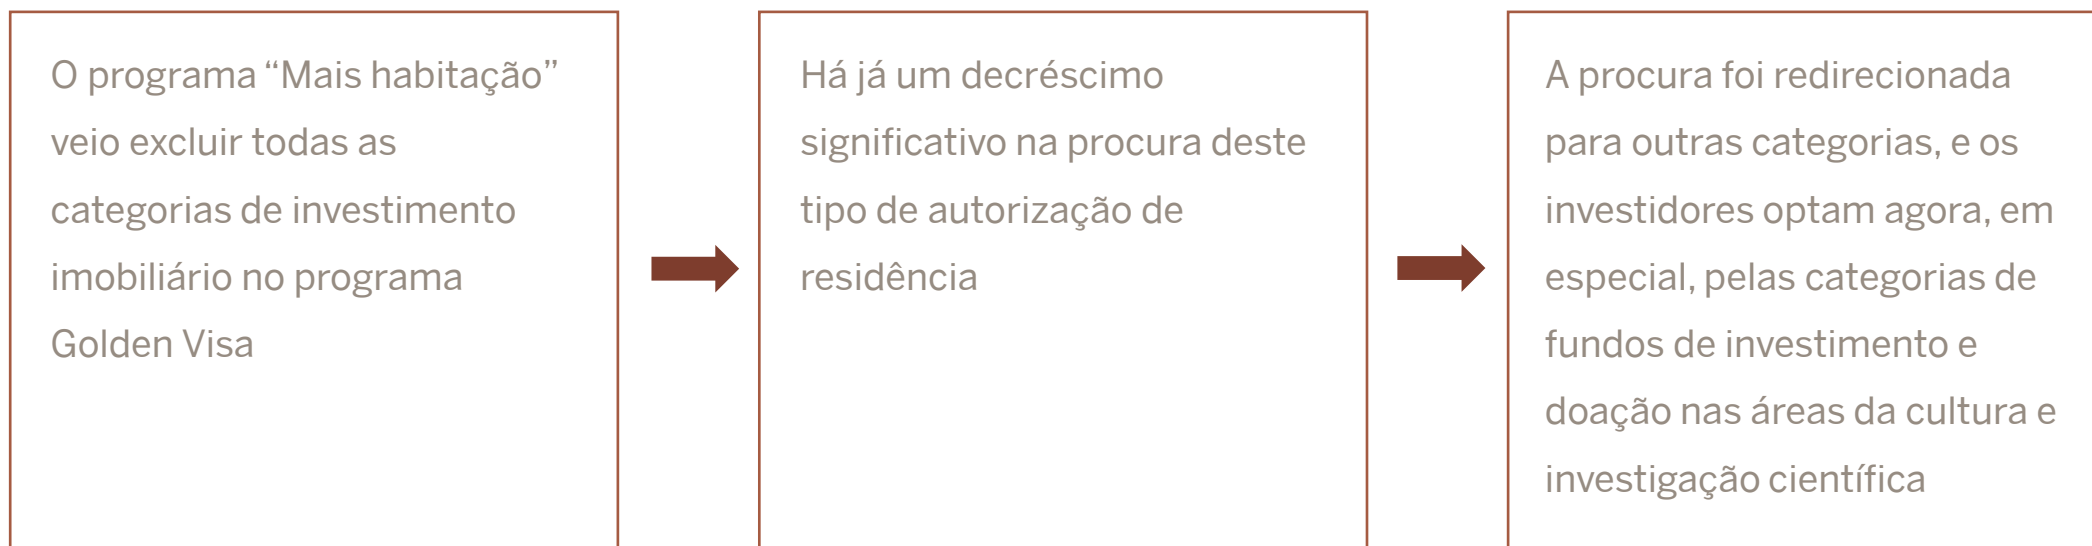 O programa “Mais habitação”
veio excluir todas as
categorias de investimento
imobiliário no programa
Golden Visa
Há já um decréscimo
significativo na procura deste
tipo de autorização de
residência
A procura foi redirecionada
para outras categorias, e os
investidores optam agora, em
especial, pelas categorias de
fundos de investimento e
doação nas áreas da cultura e
investigação científica